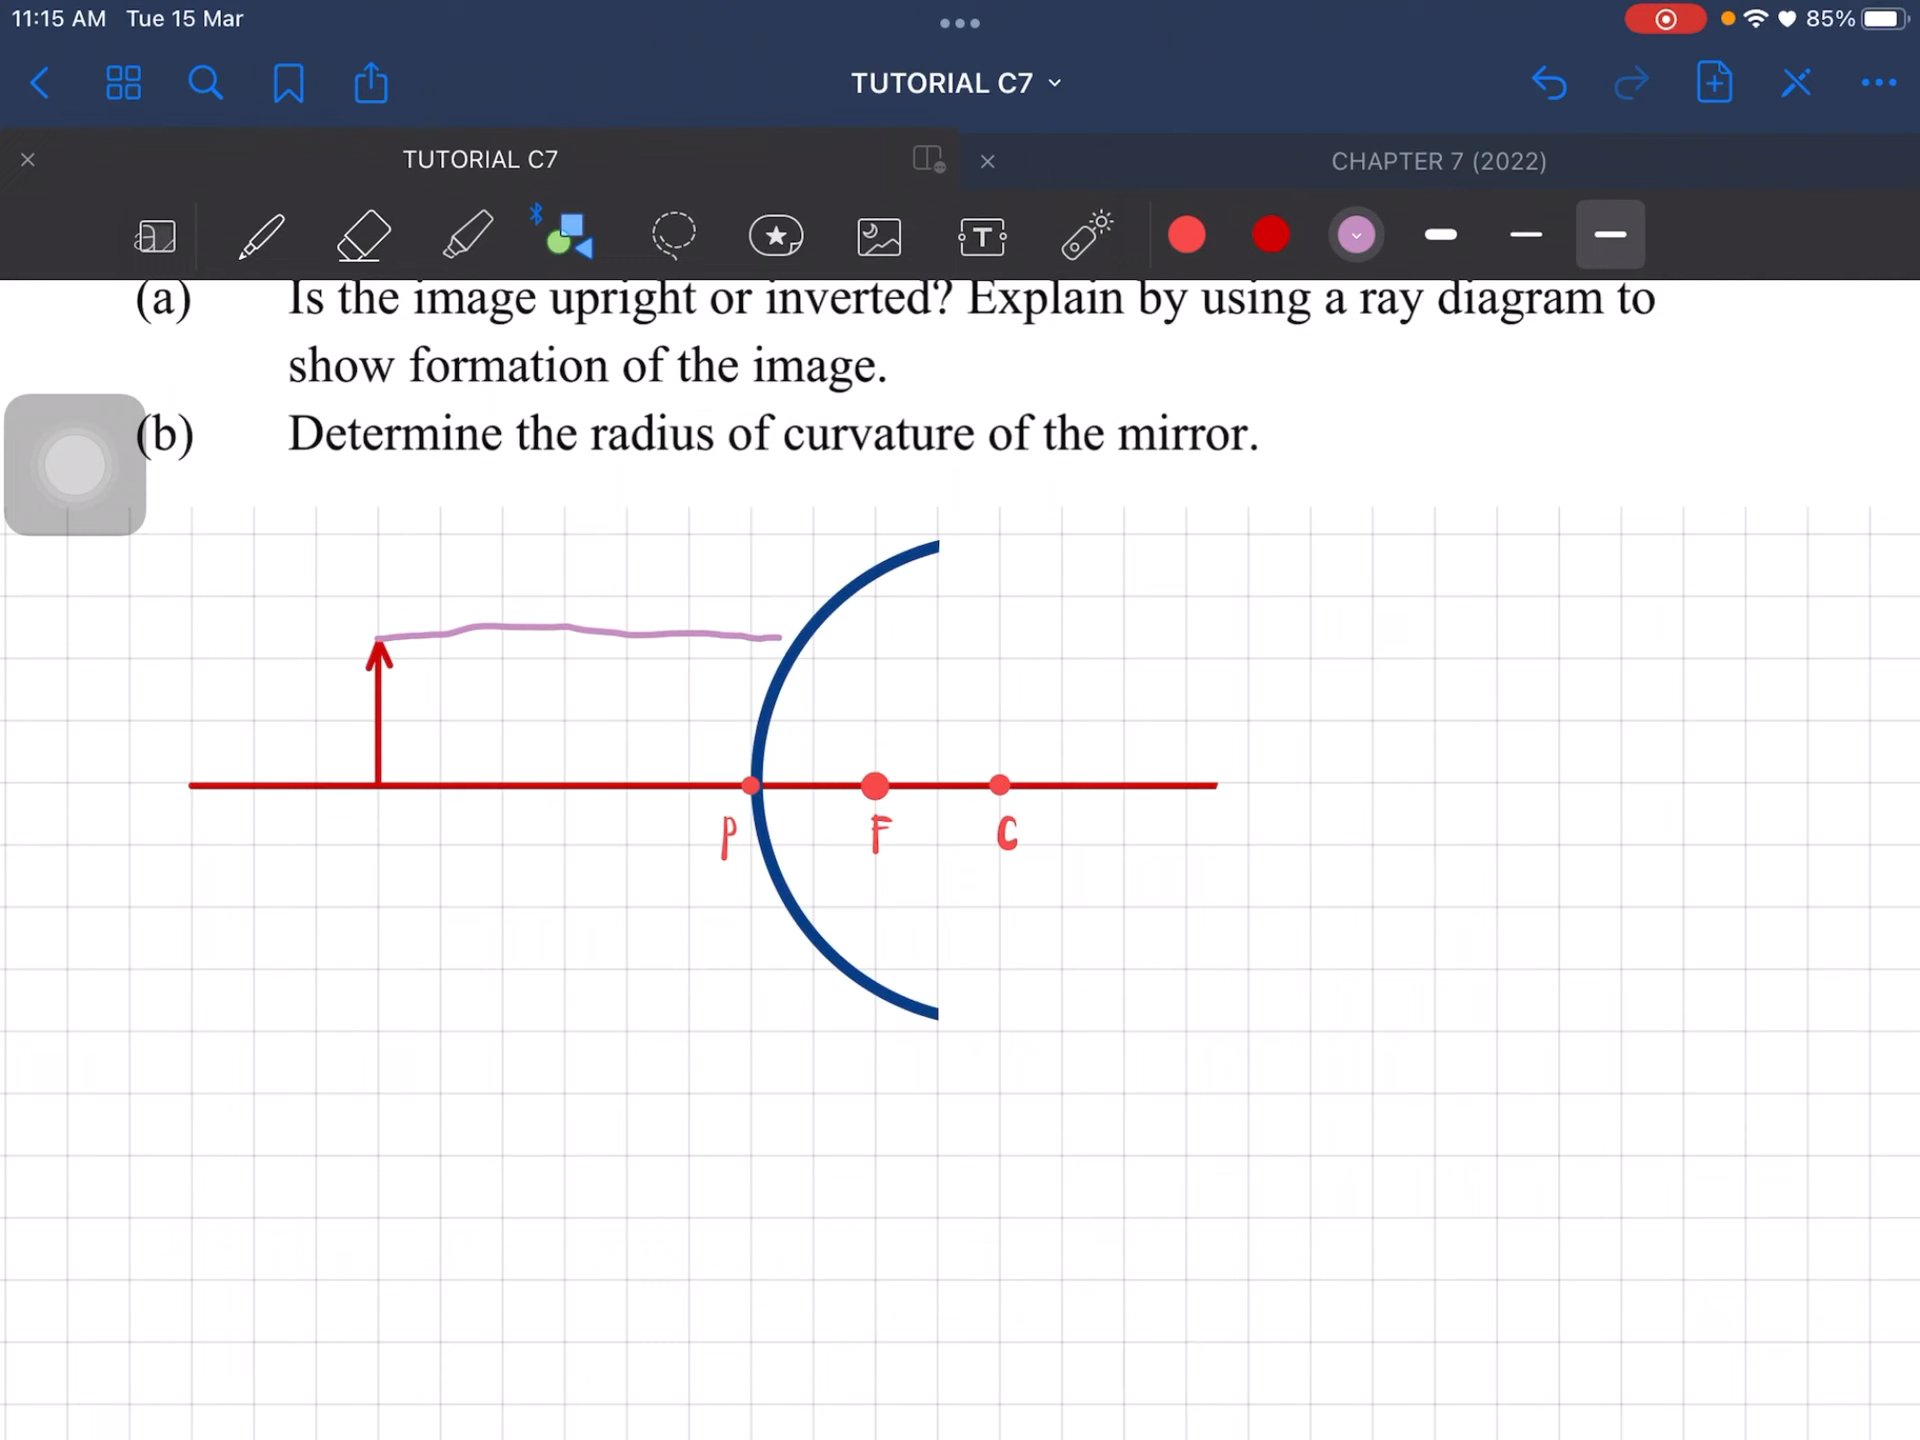 11:15 AM Tue 15 Mar
85%
TUTORIAL C7
TUTORIAL C7
CHAPTER 7 (2022)
(a) Is the image upright or inverted? Explain by using a ray diagram to
show formation of the image.
(b) Determine the radius of curvature of the mirror.
P F C